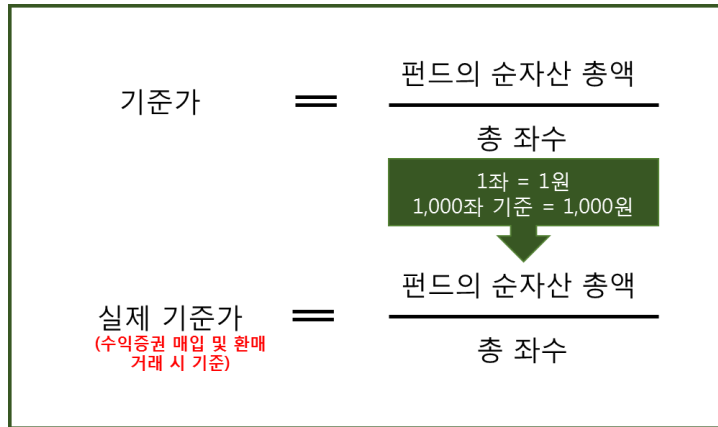 펀드의 순자산 총액
기준가 =
총 좌수
1좌 = 1원
1,000좌 기준 = 1,000원
펀드의 순자산 총액
실제 기준가 =
(수익증권 매입 및 환매
거래 시 기준)
총 좌수